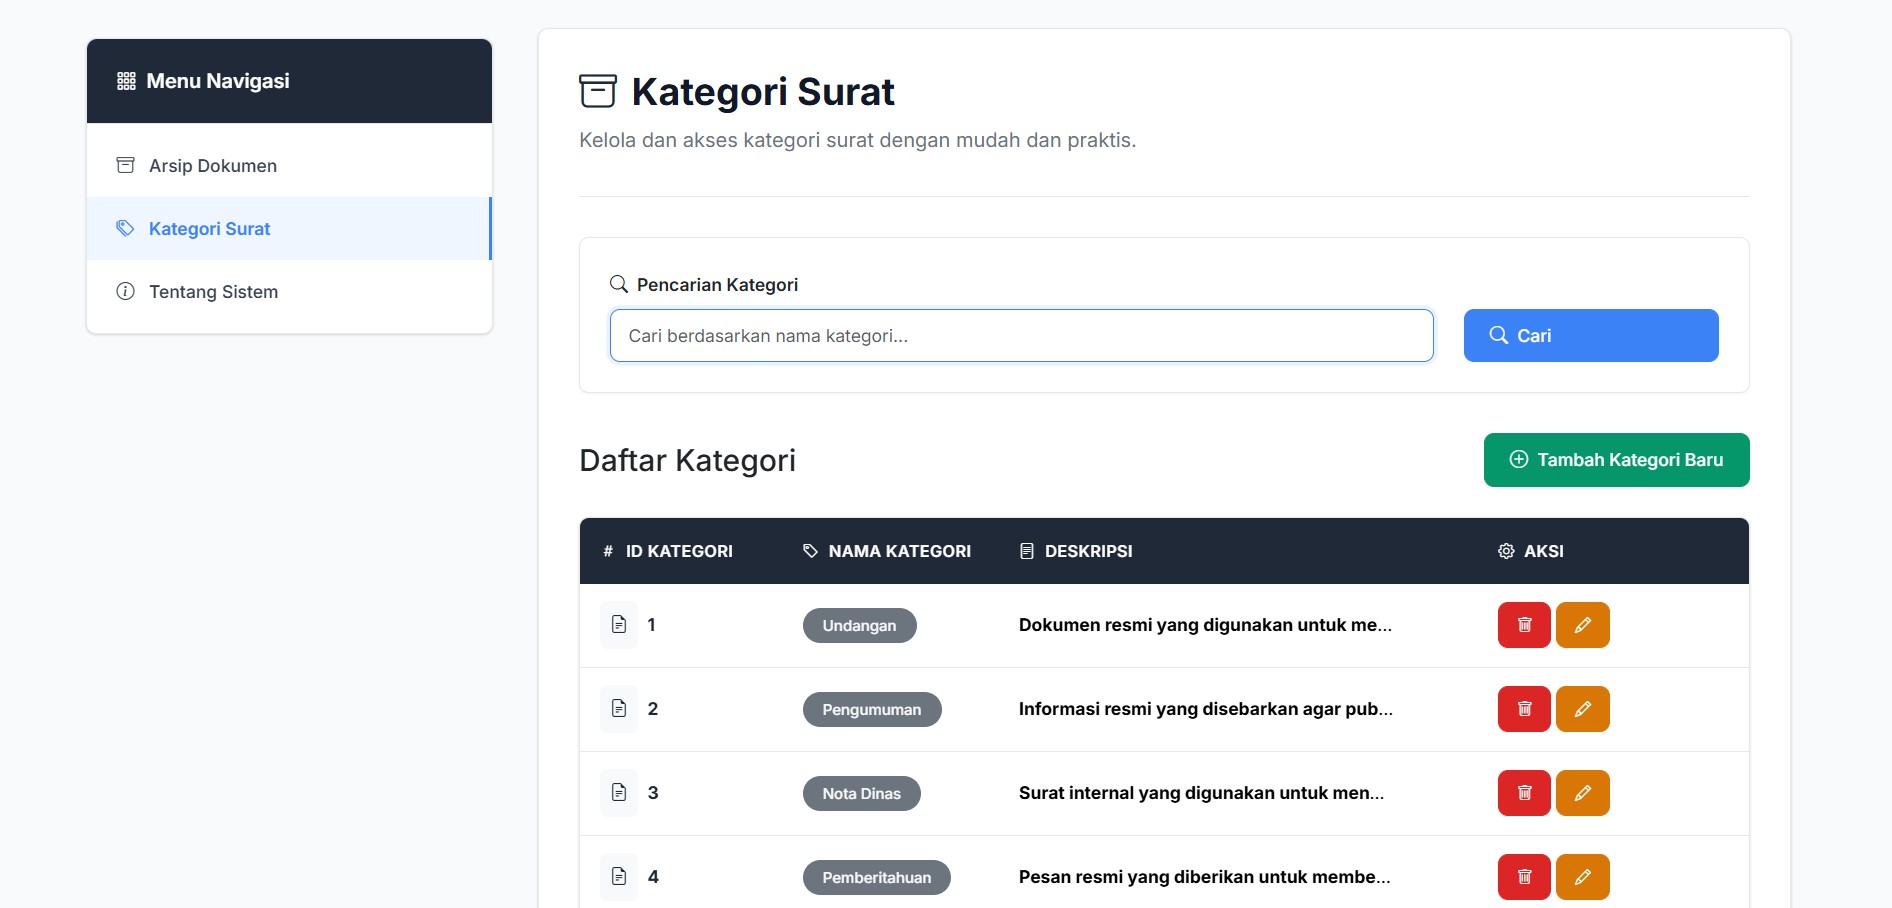 Menu Navigasi
Arsip Dokumen
Kategori Surat
Tentang Sistem
Kategori Surat
Kelola dan akses kategori surat dengan mudah dan praktis.
Pencarian Kategori
Cari berdasarkan nama kategori...
Cari
Daftar Kategori
Tambah Kategori Baru
# ID KATEGORI NAMA KATEGORI DESKRIPSI AKSI
1 Undangan Dokumen resmi yang digunakan untuk me...
2 Pengumuman Informasi resmi yang disebarkan agar pub...
3 Nota Dinas Surat internal yang digunakan untuk men...
4 Pemberitahuan Pesan resmi yang diberikan untuk membe...